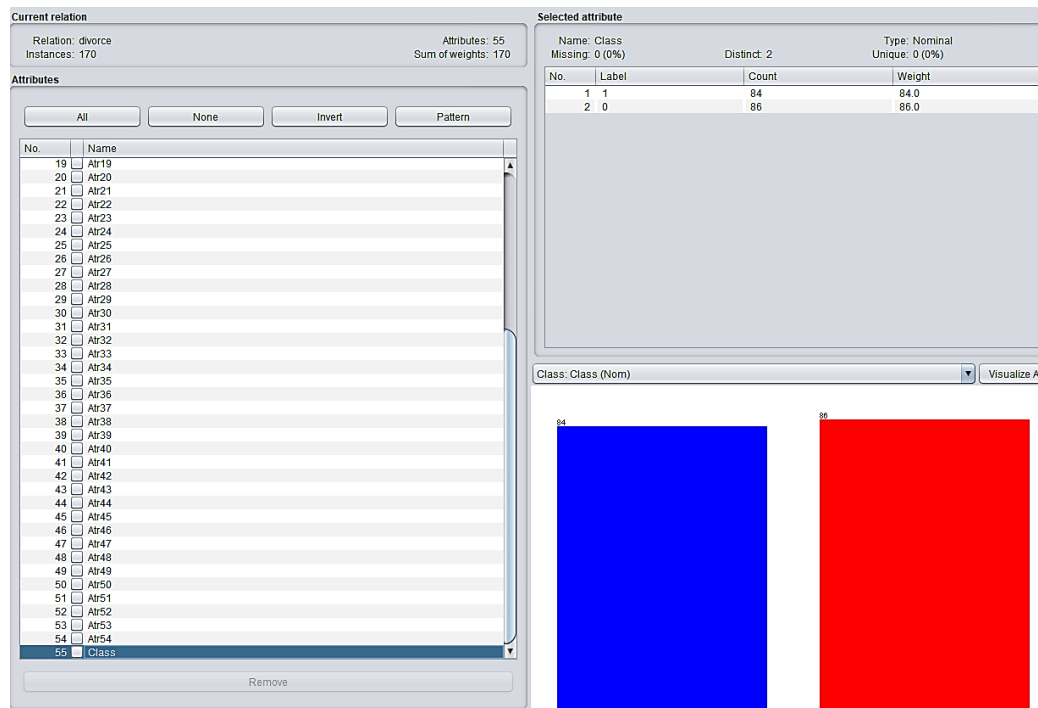 Current relation
Relation: divorce
Attributes: 55
Instances: 170
Sum of weights: 170
Attributes
All
None
Invert
Pattern
No.
Name
19 Atr19
20 Atr20
21 Atr21
22 Atr22
23 Atr23
24 Atr24
25 Atr25
26 Atr26
27 Atr27
28 Atr28
29 Atr29
30 Atr30
31 Atr31
32 Atr32
33 Atr33
34 Atr34
35 Atr35
36 Atr36
37 Atr37
38 Atr38
39 Atr39
40 Atr40
41 Atr41
42 Atr42
43 Atr43
44 Atr44
45 Atr45
46 Atr46
47 Atr47
48 Atr48
49 Atr49
50 Atr50
51 Atr51
52 Atr52
53 Atr53
54 Atr54
55 Class
Remove
Selected attribute
Name: Class
Type: Nominal
Missing: 0 (0%)
Distinct: 2
Unique: 0 (0%)
No. Label Count Weight
1 1 84 84.0
2 0 86 86.0
Class: Class (Nom)
Visualize A
84
86